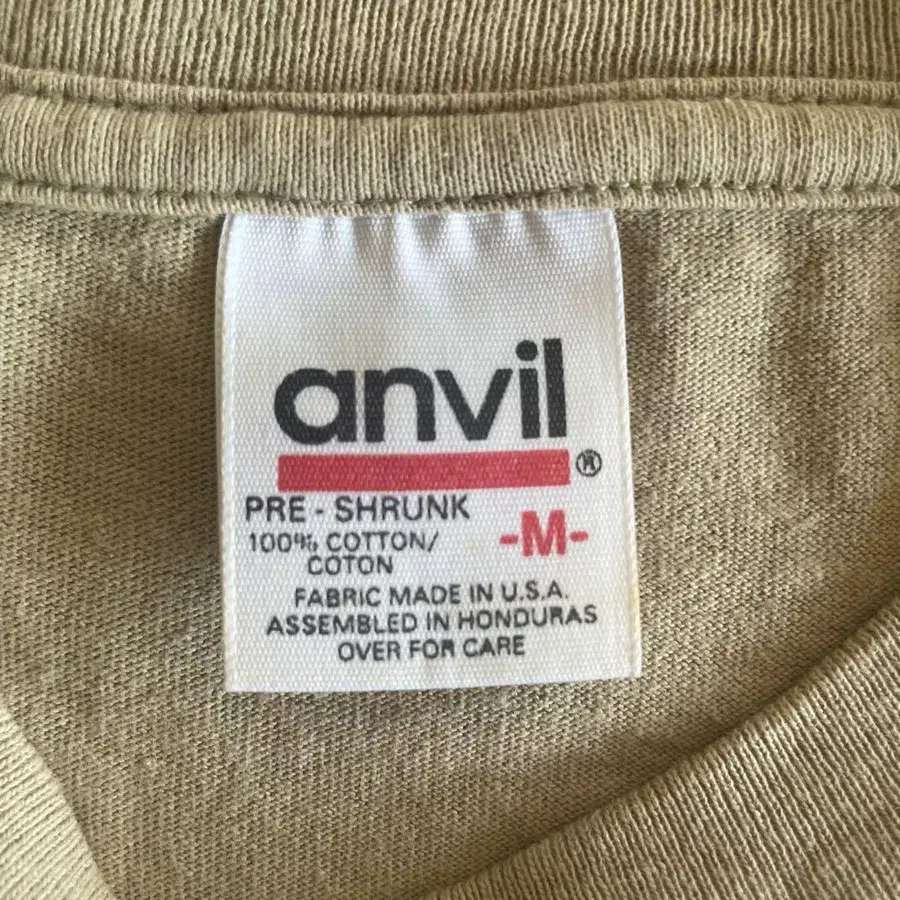 anvil®
PRE - SHRUNK
-M-
100% COTTON/
COTON
FABRIC MADE IN U.S.A.
ASSEMBLED IN HONDURAS
OVER FOR CARE